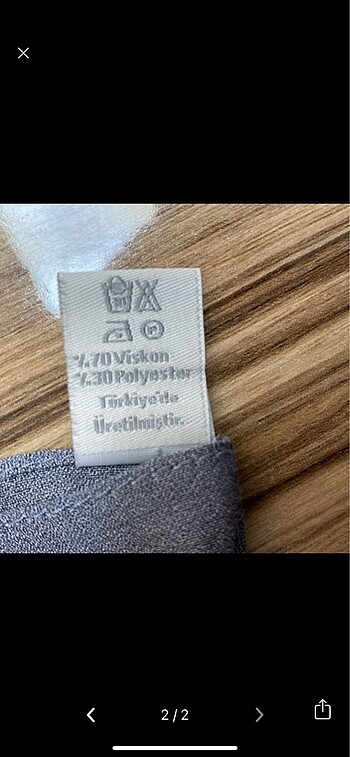 %70 Viskon
%30 Polyester
Türkiye'de
Üretilmiştir.
2/2